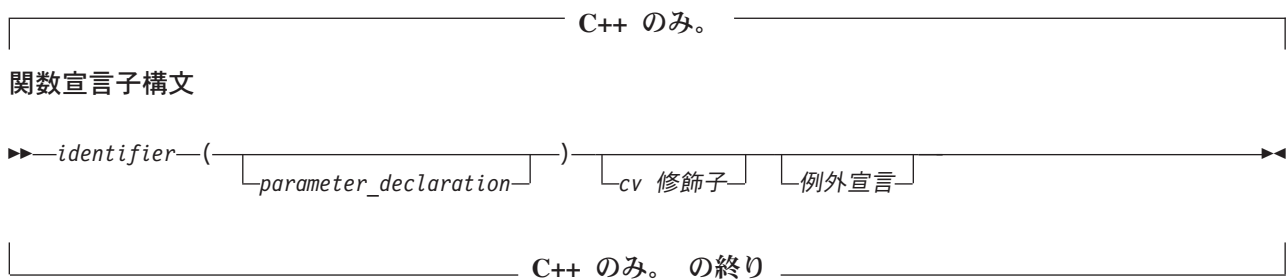 C++ のみ。
関数宣言子構文
identifier ( )
parameter_declaration cv 修飾子 例外宣言
C++ のみ。 の終り